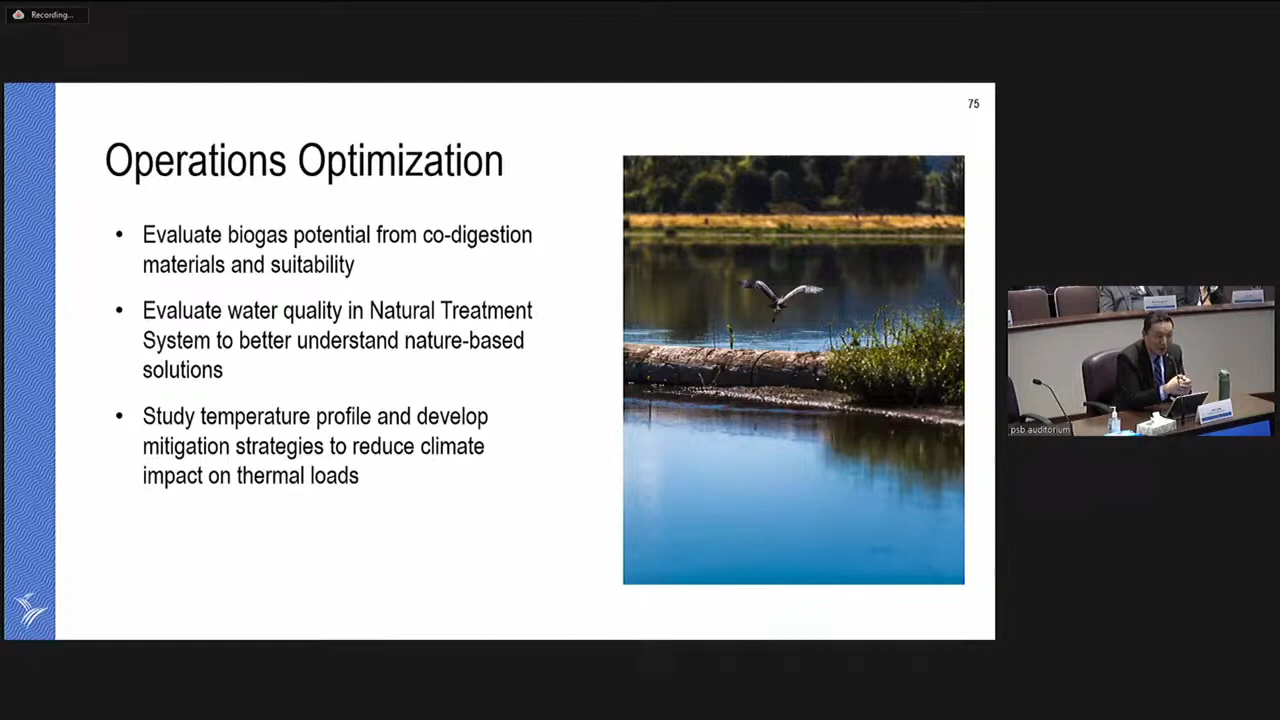 Recording...
75
Operations Optimization
• Evaluate biogas potential from co-digestion
materials and suitability
• Evaluate water quality in Natural Treatment
System to better understand nature-based
solutions
• Study temperature profile and develop
mitigation strategies to reduce climate
impact on thermal loads
psb auditorium